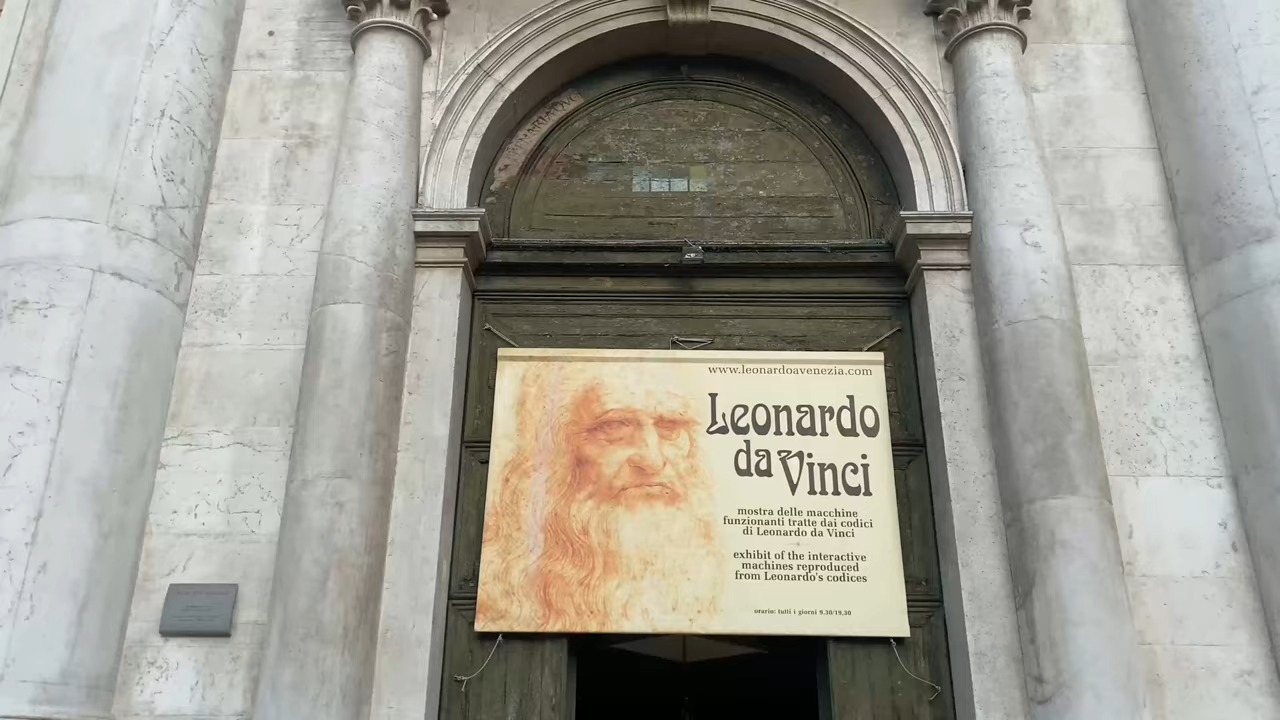 www.leonardoavenezia.com
Leonardo
da Vinci
mostra delle macchine
funzionanti tratte dai codici
di Leonardo da Vinci
exhibit of the interactive
machines reproduced
from Leonardo's codices
orario: tutti i giorni 9.30/19.30